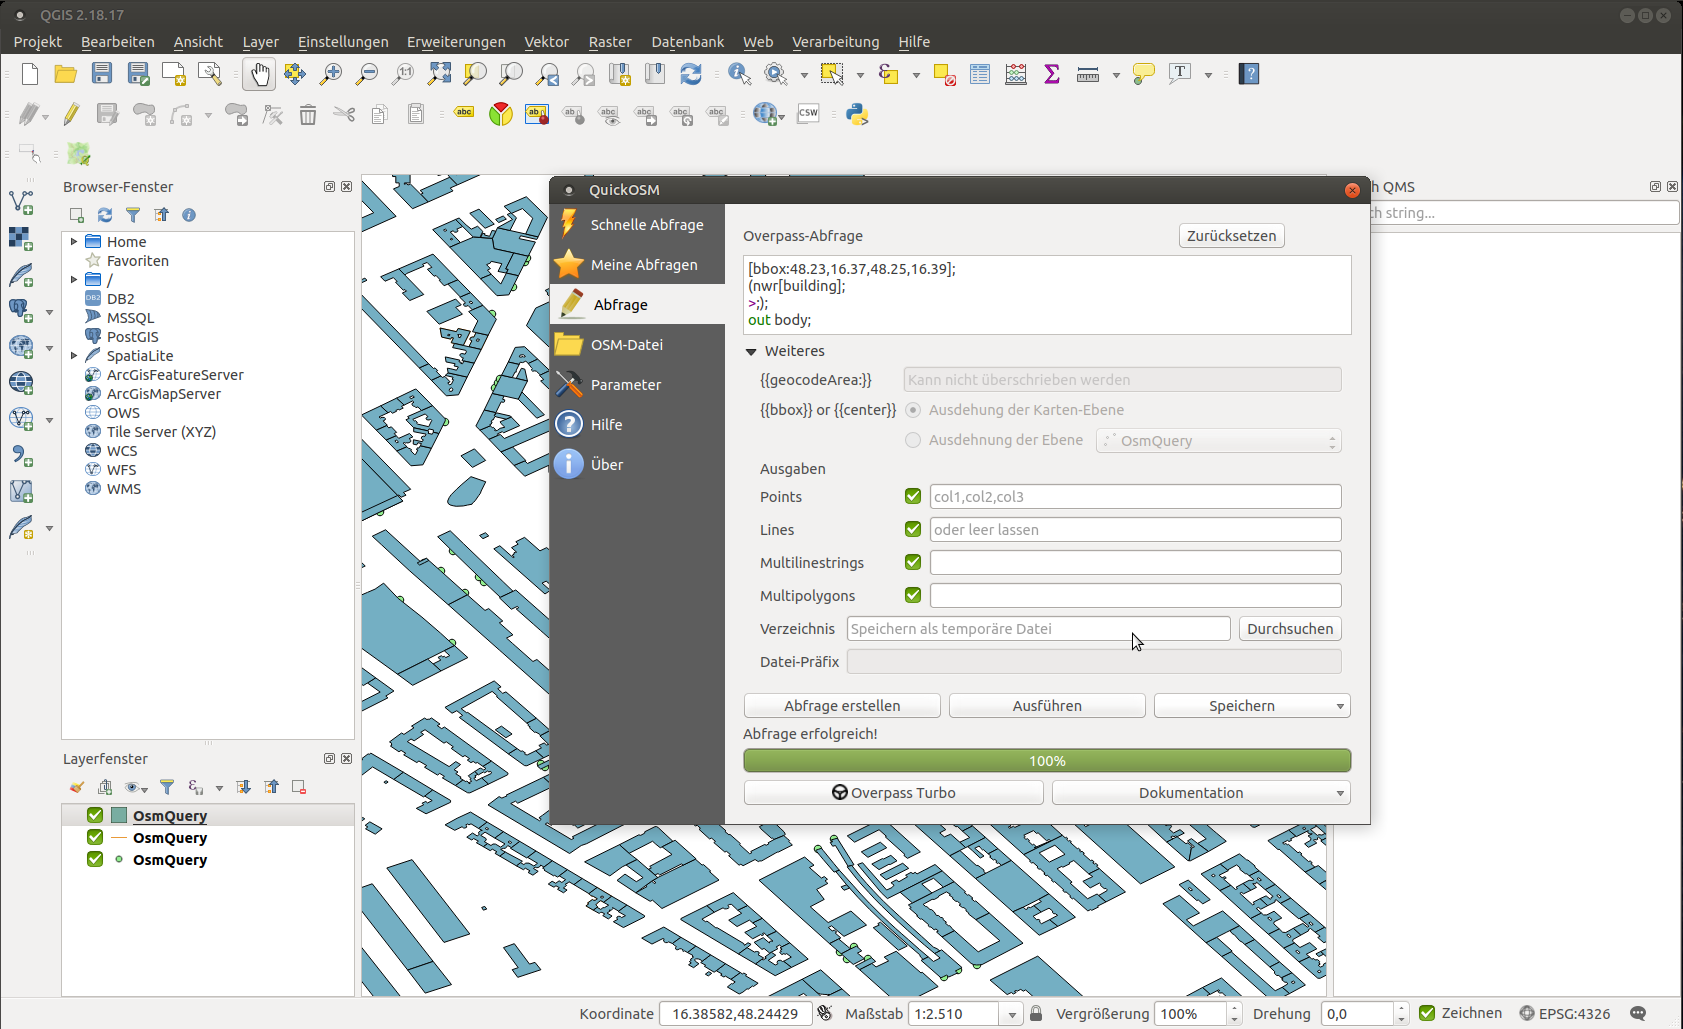 QGIS 2.18.17
Projekt Bearbeiten Ansicht Layer Einstellungen Erweiterungen Vektor Raster Datenbank Web Verarbeitung Hilfe
Browser-Fenster
Home
Favoriten
/
DB2
MSSQL
PostGIS
SpatiaLite
ArcGisFeatureServer
ArcGisMapServer
OWS
Tile Server (XYZ)
WCS
WFS
WMS
Layerfenster
OsmQuery
OsmQuery
OsmQuery
QuickOSM
Schnelle Abfrage
Meine Abfragen
Abfrage
OSM-Datei
Parameter
Hilfe
Über
Overpass-Abfrage
Zurücksetzen
[bbox:48.23,16.37,48.25,16.39];
(nwr[building];
>;);
out body;
Weiteres
{{geocodeArea:}} Kann nicht überschrieben werden
{{bbox}} or {{center}} Ausdehung der Karten-Ebene
Ausdehnung der Ebene OsmQuery
Ausgaben
Points col1,col2,col3
Lines oder leer lassen
Multilinestrings
Multipolygons
Verzeichnis Speichern als temporäre Datei Durchsuchen
Datei-Präfix
Abfrage erstellen Ausführen Speichern
Abfrage erfolgreich!
100%
Overpass Turbo Dokumentation
h QMS
ch string...
Koordinate 16.38582,48.24429 Maßstab 1:2.510 Vergrößerung 100% Drehung 0,0 Zeichnen EPSG:4326